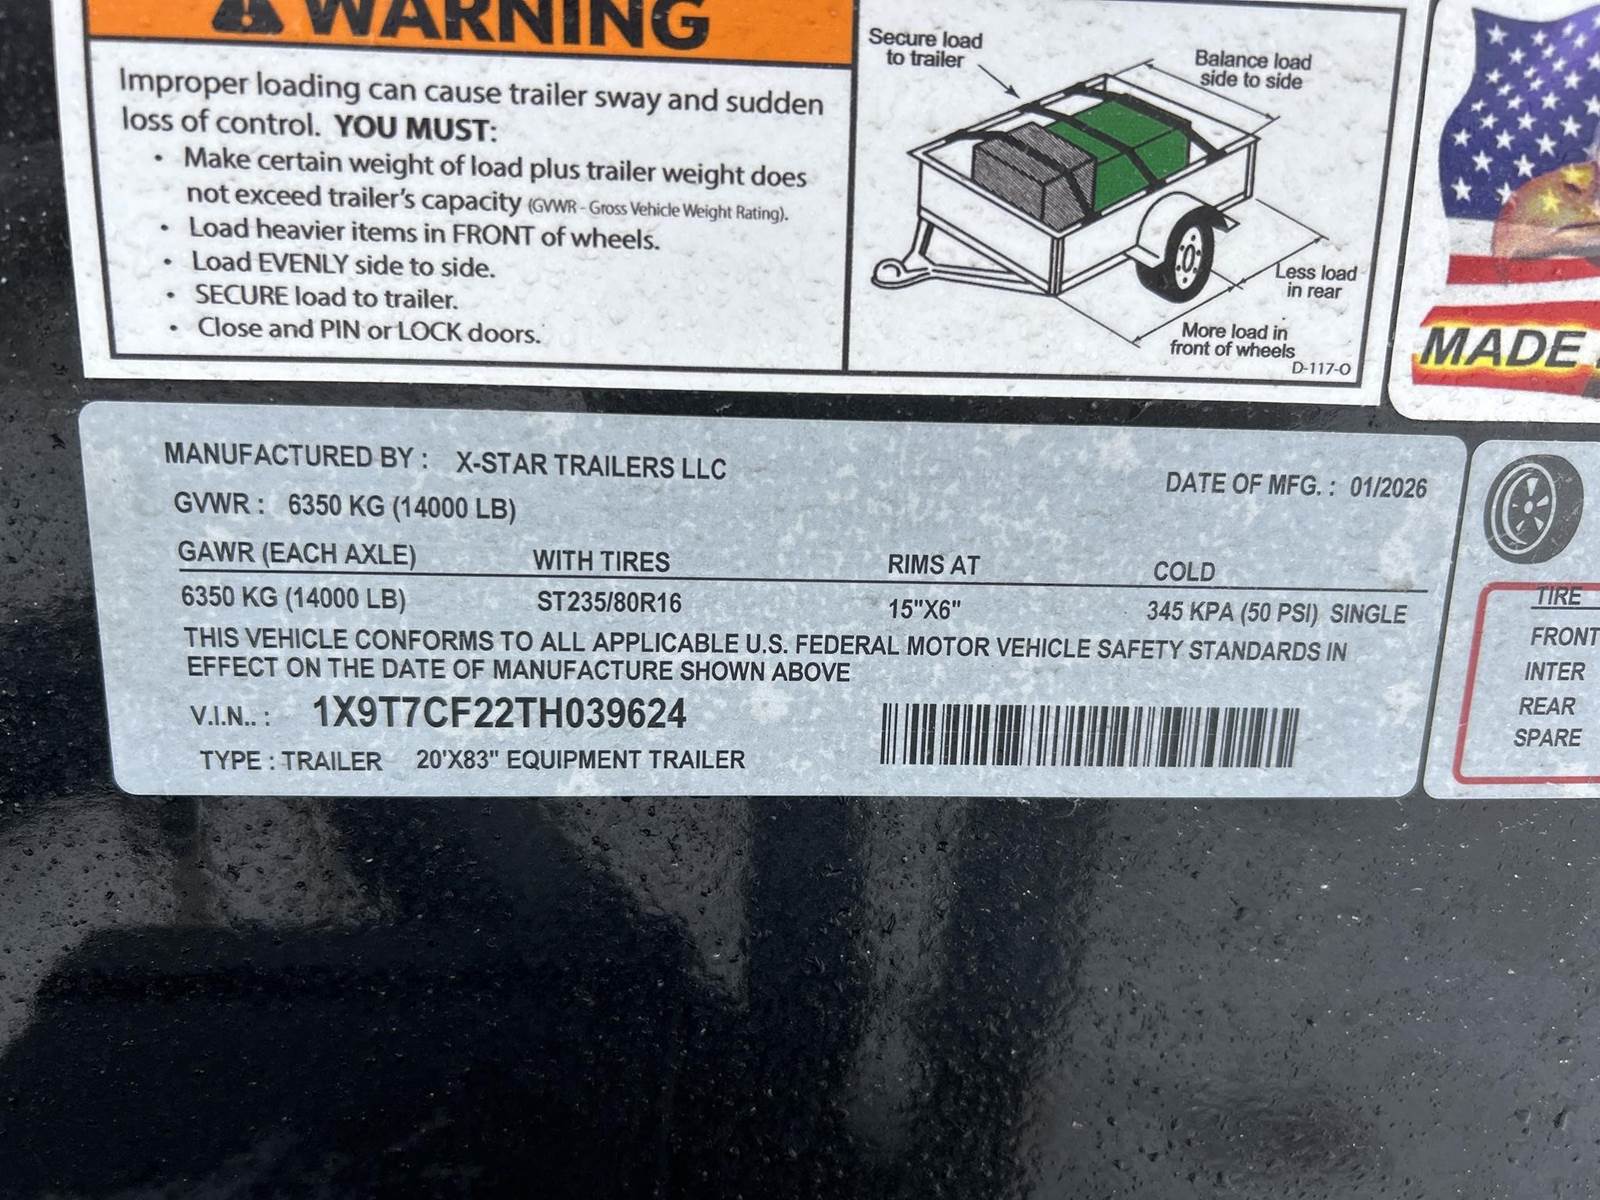 WARNING
Improper loading can cause trailer sway and sudden
loss of control. YOU MUST:
• Make certain weight of load plus trailer weight does
not exceed trailer's capacity (GVWR - Gross Vehicle Weight Rating).
• Load heavier items in FRONT of wheels.
• Load EVENLY side to side.
• SECURE load to trailer.
• Close and PIN or LOCK doors.
Secure load
to trailer
Balance load
side to side
Less load
in rear
More load in
front of wheels
D-117-O
MADE
MANUFACTURED BY : X-STAR TRAILERS LLC
DATE OF MFG. : 01/2026
GVWR : 6350 KG (14000 LB)
GAWR (EACH AXLE) WITH TIRES RIMS AT COLD
6350 KG (14000 LB) ST235/80R16 15"X6" 345 KPA (50 PSI) SINGLE
THIS VEHICLE CONFORMS TO ALL APPLICABLE U.S. FEDERAL MOTOR VEHICLE SAFETY STANDARDS IN
EFFECT ON THE DATE OF MANUFACTURE SHOWN ABOVE
V.I.N.. : 1X9T7CF22TH039624
TYPE : TRAILER 20'X83" EQUIPMENT TRAILER
TIRE
FRONT
INTER
REAR
SPARE